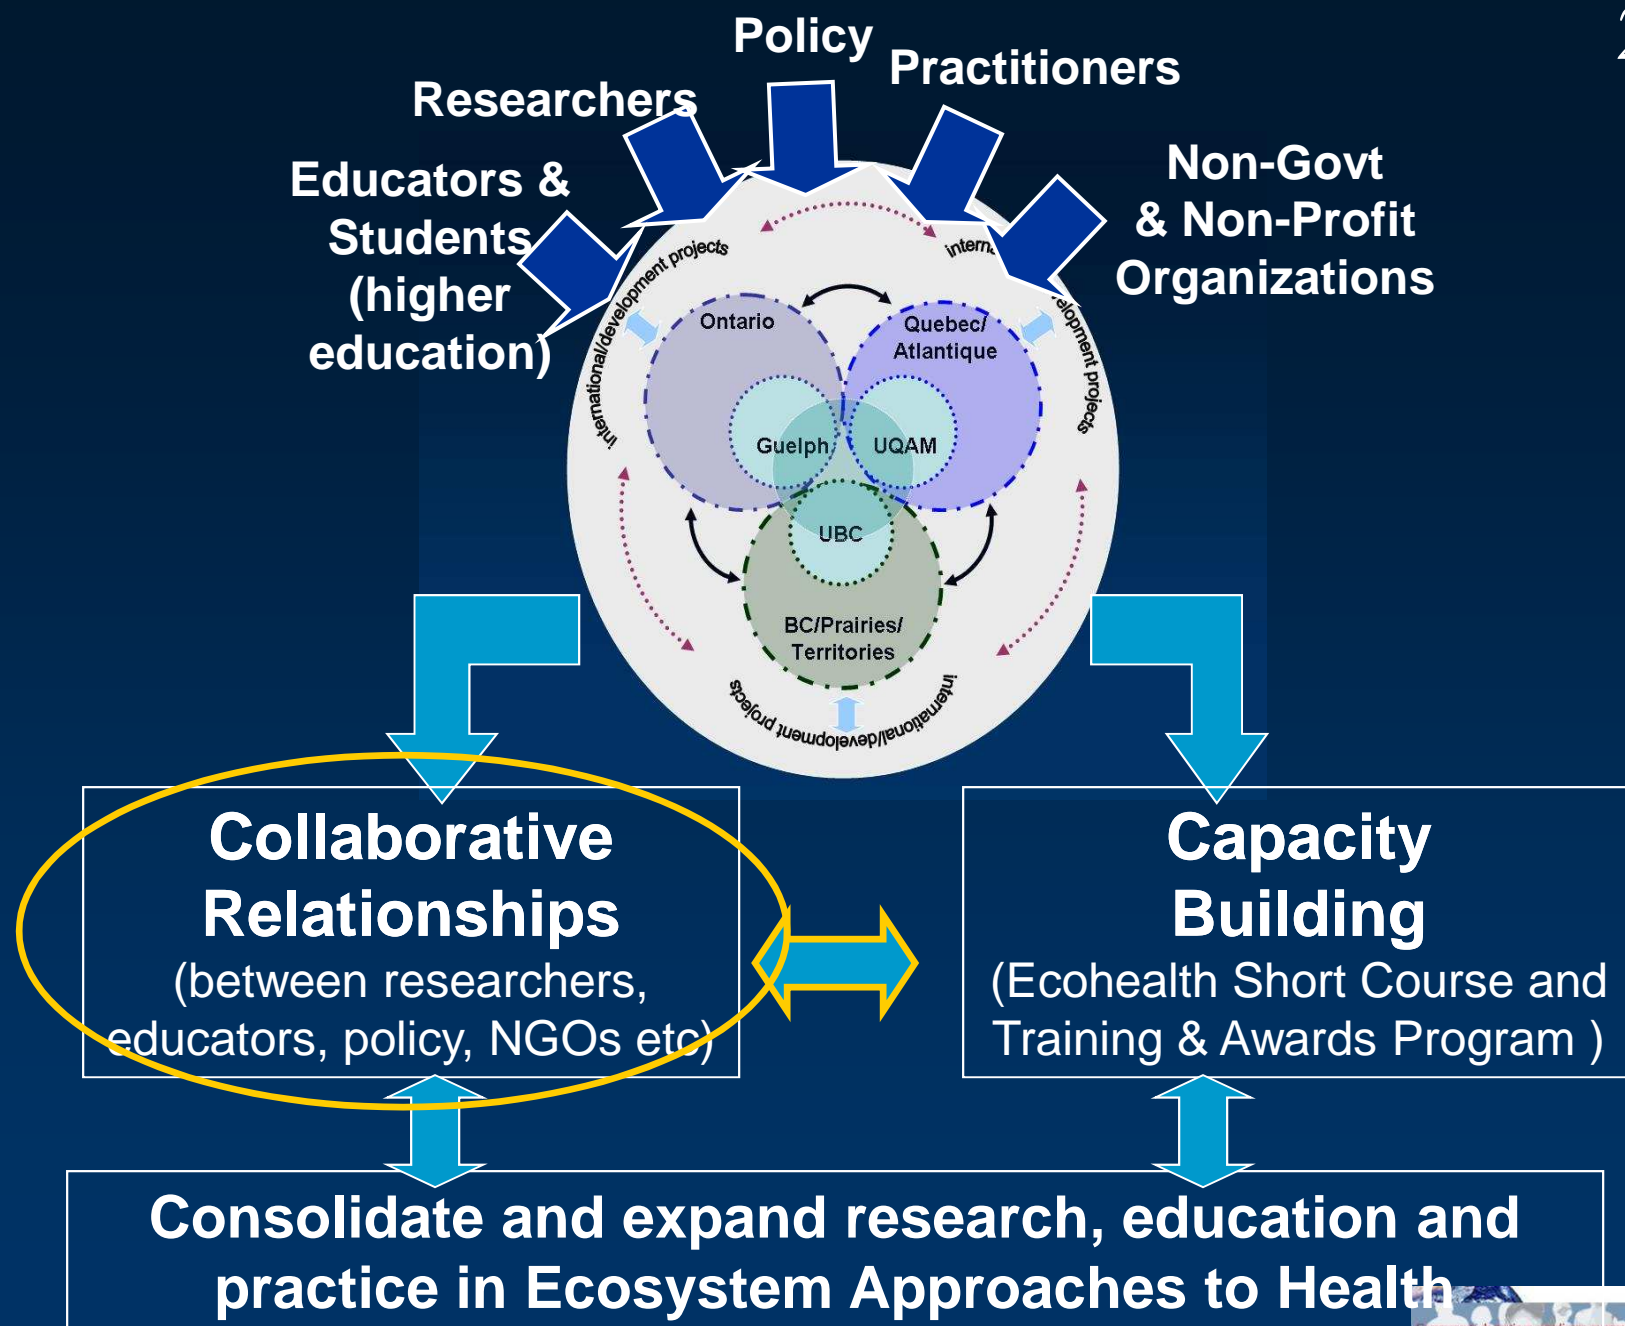 2
Policy
Practitioners
Researchers
Non-Govt
& Non-Profit
Organizations
Educators &
Students
(higher
education)
international/development projects
Ontario
Quebec/
Atlantique
Guelph
UQAM
UBC
BC/Prairies/
Territories
international/development projects
Collaborative
Relationships
(between researchers,
educators, policy, NGOs etc)
Capacity
Building
(Ecohealth Short Course and
Training & Awards Program )
Consolidate and expand research, education and
practice in Ecosystem Approaches to Health